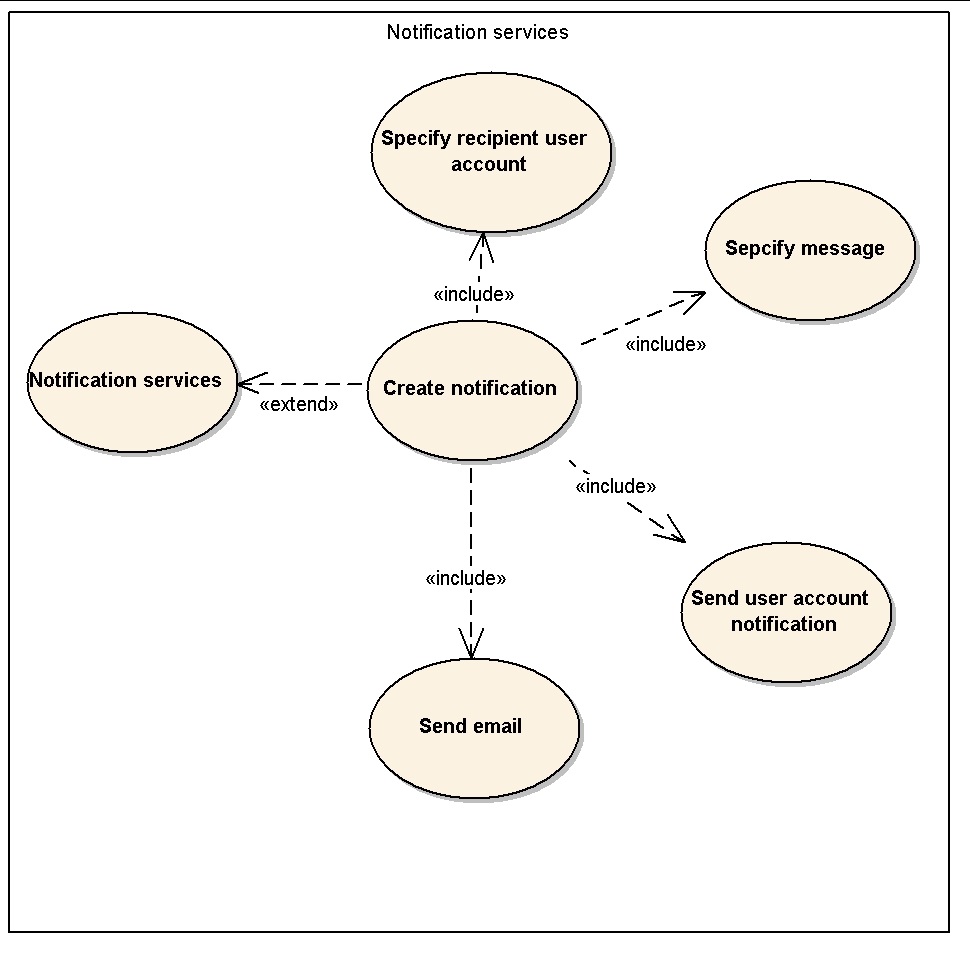 Notification services
Specify recipient user
account
Sepcify message
«include»
«include»
Notification services
Create notification
«extend»
«include»
«include»
Send user account
notification
Send email